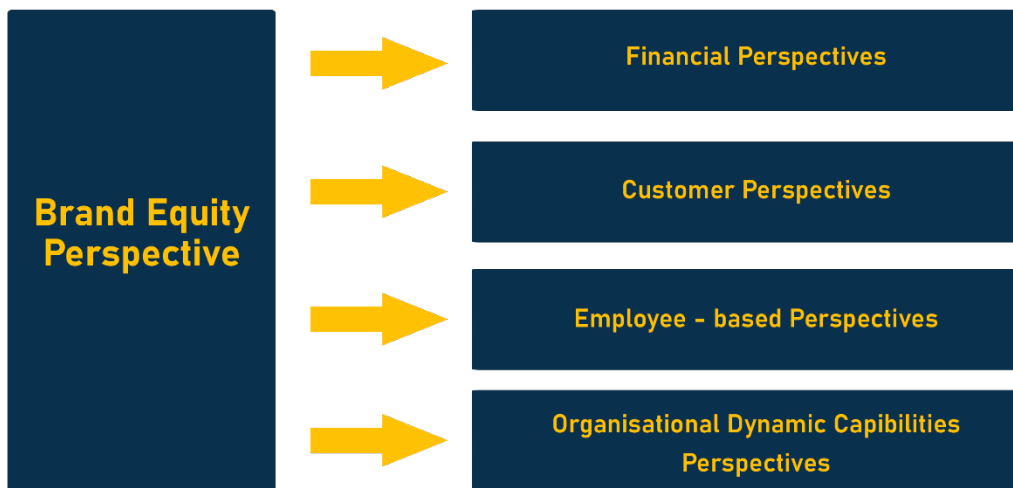 Brand Equity
Perspective
Financial Perspectives
Customer Perspectives
Employee - based Perspectives
Organisational Dynamic Capibilities
Perspectives